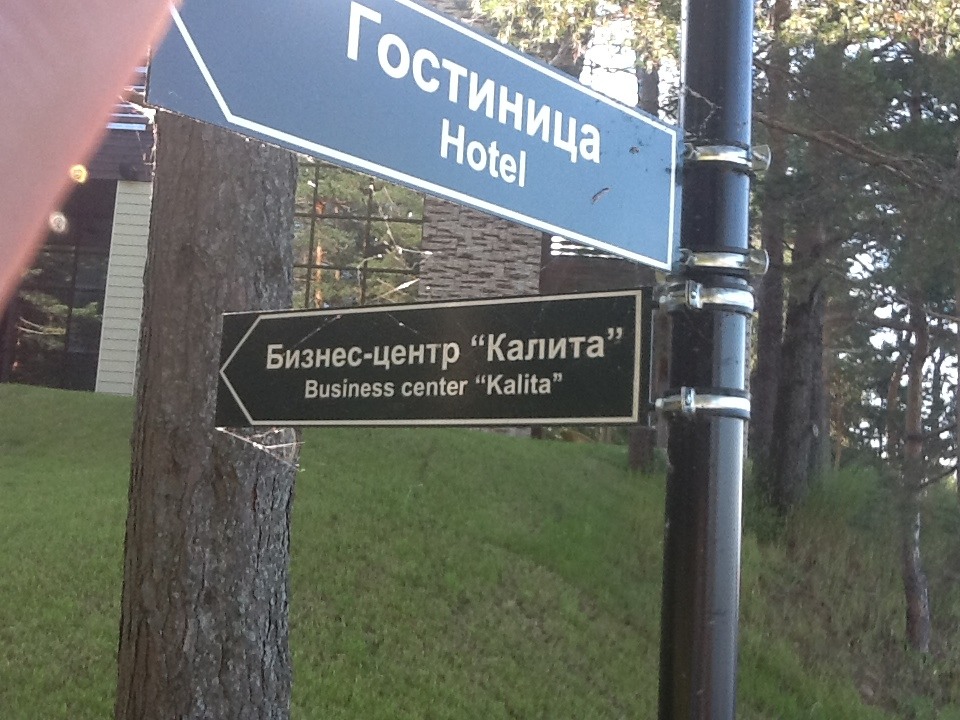 Гостиница
Hotel
Бизнес-центр “Калита”
Business center “Kalita”